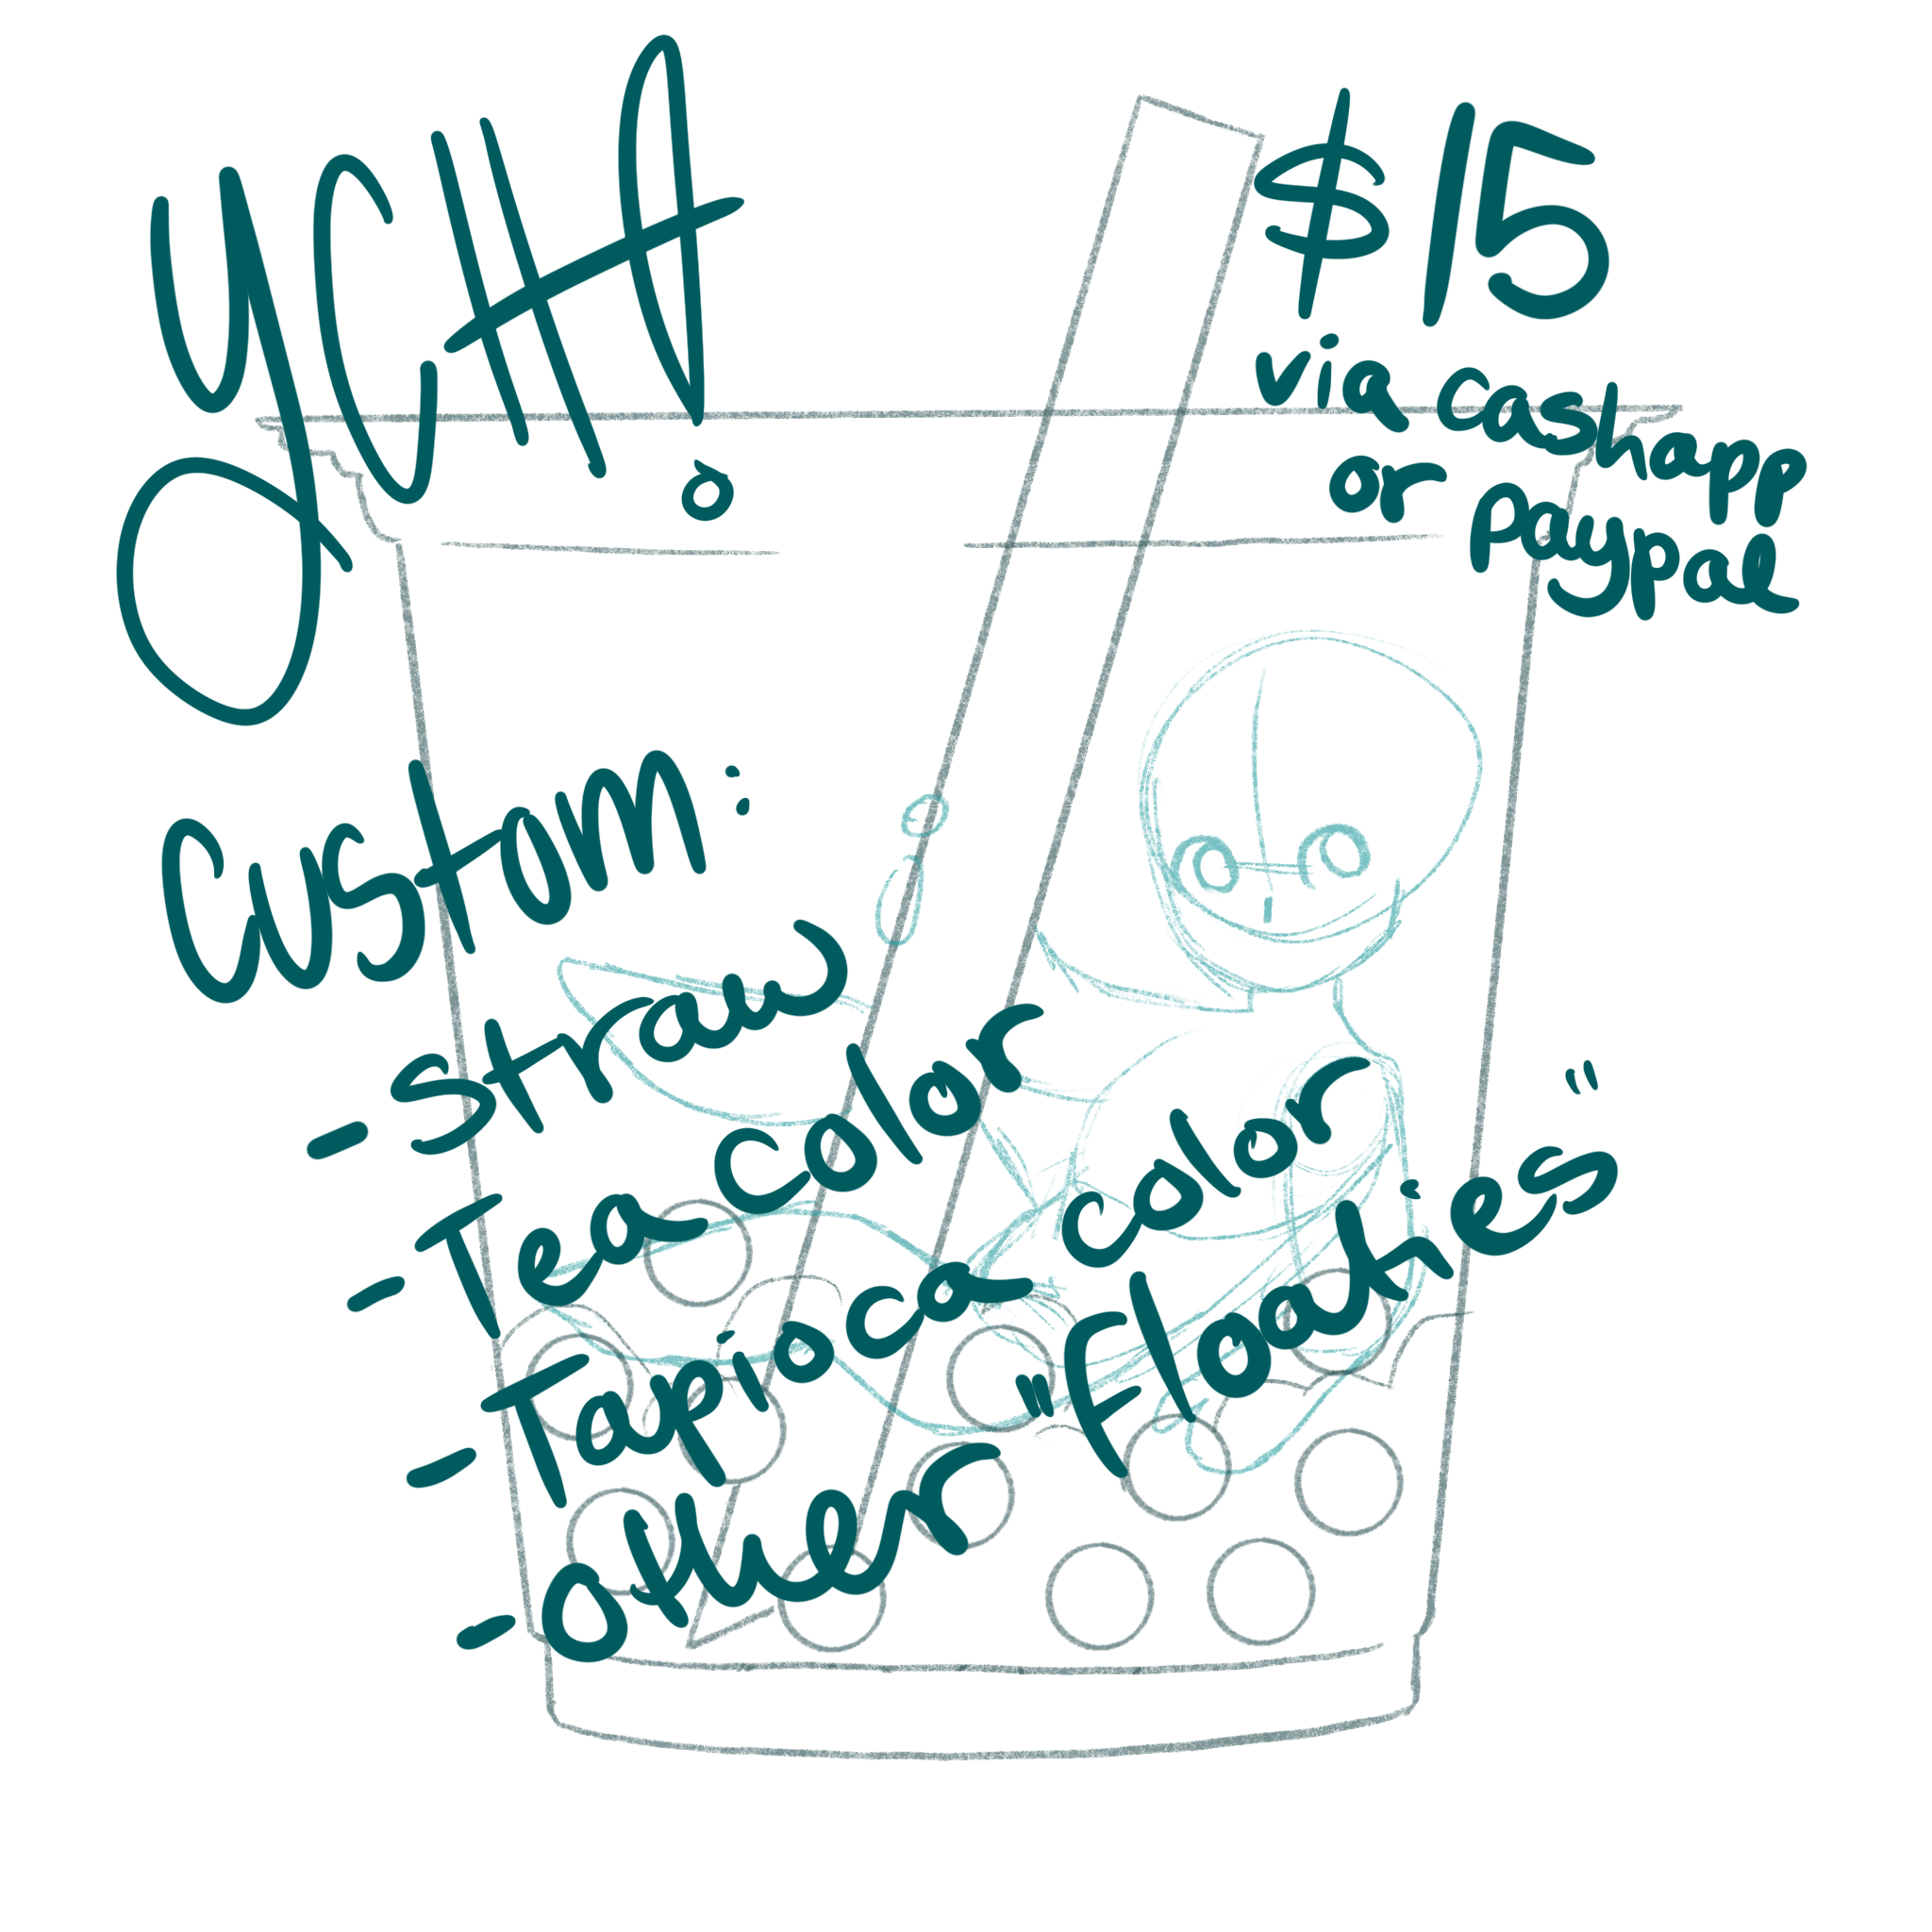 YCH!
$15
via cashapp
or paypal
Custom:
- Straw
- Tea color
- Tapioca color
- Other "Floaties"